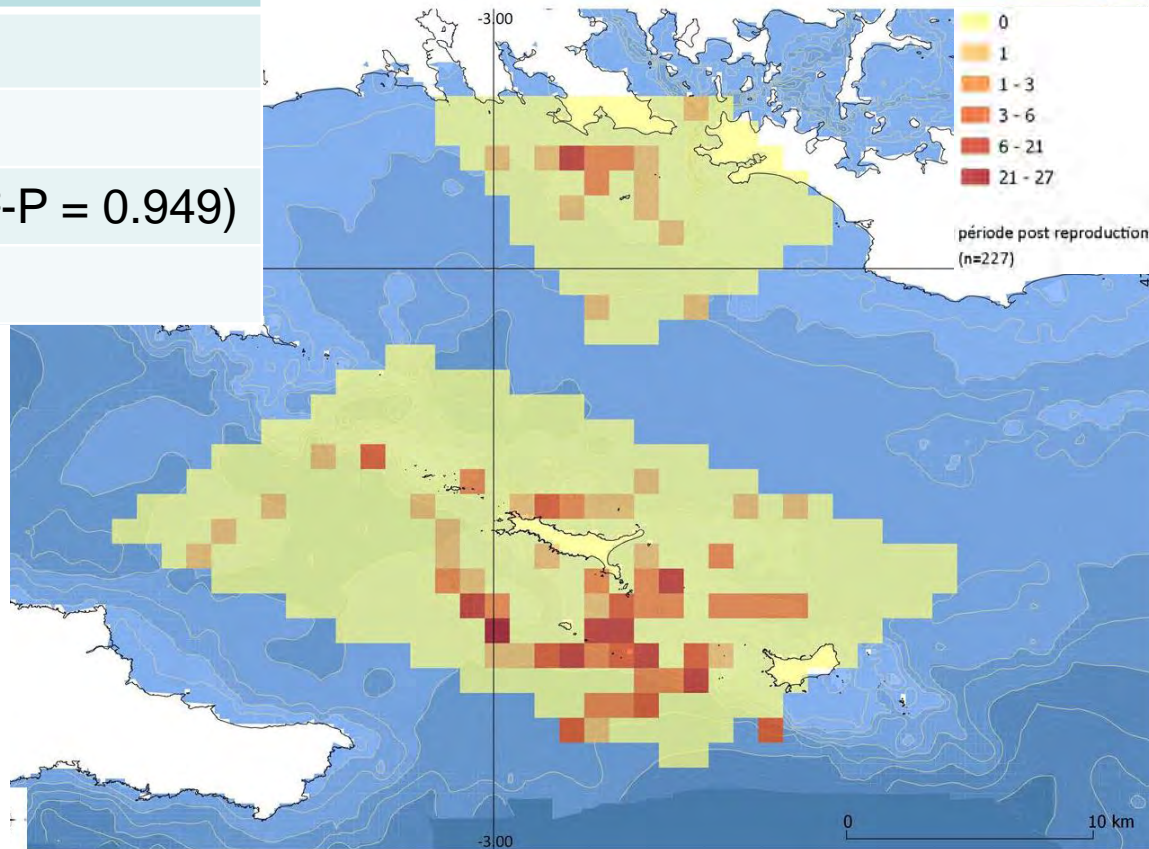 -P = 0.949)
-3.00
0
1
1 - 3
3 - 6
6 - 21
21 - 27
période post reproduction
(n=227)
0
10 km
-3.00